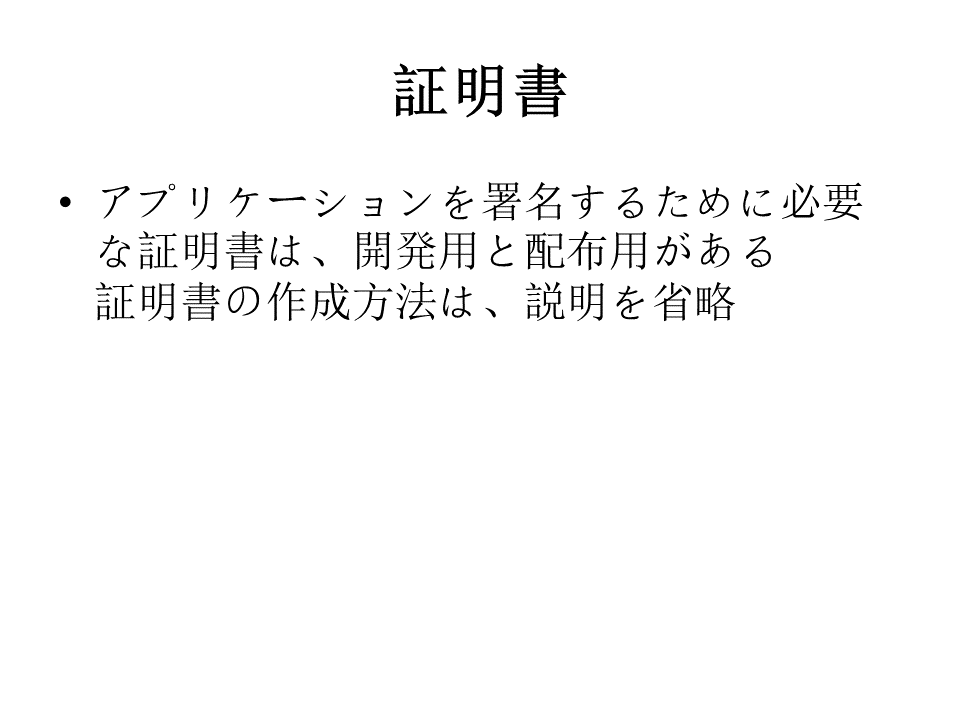 証明書
• アプリケーションを署名するために必要
な証明書は、開発用と配布用がある
証明書の作成方法は、説明を省略